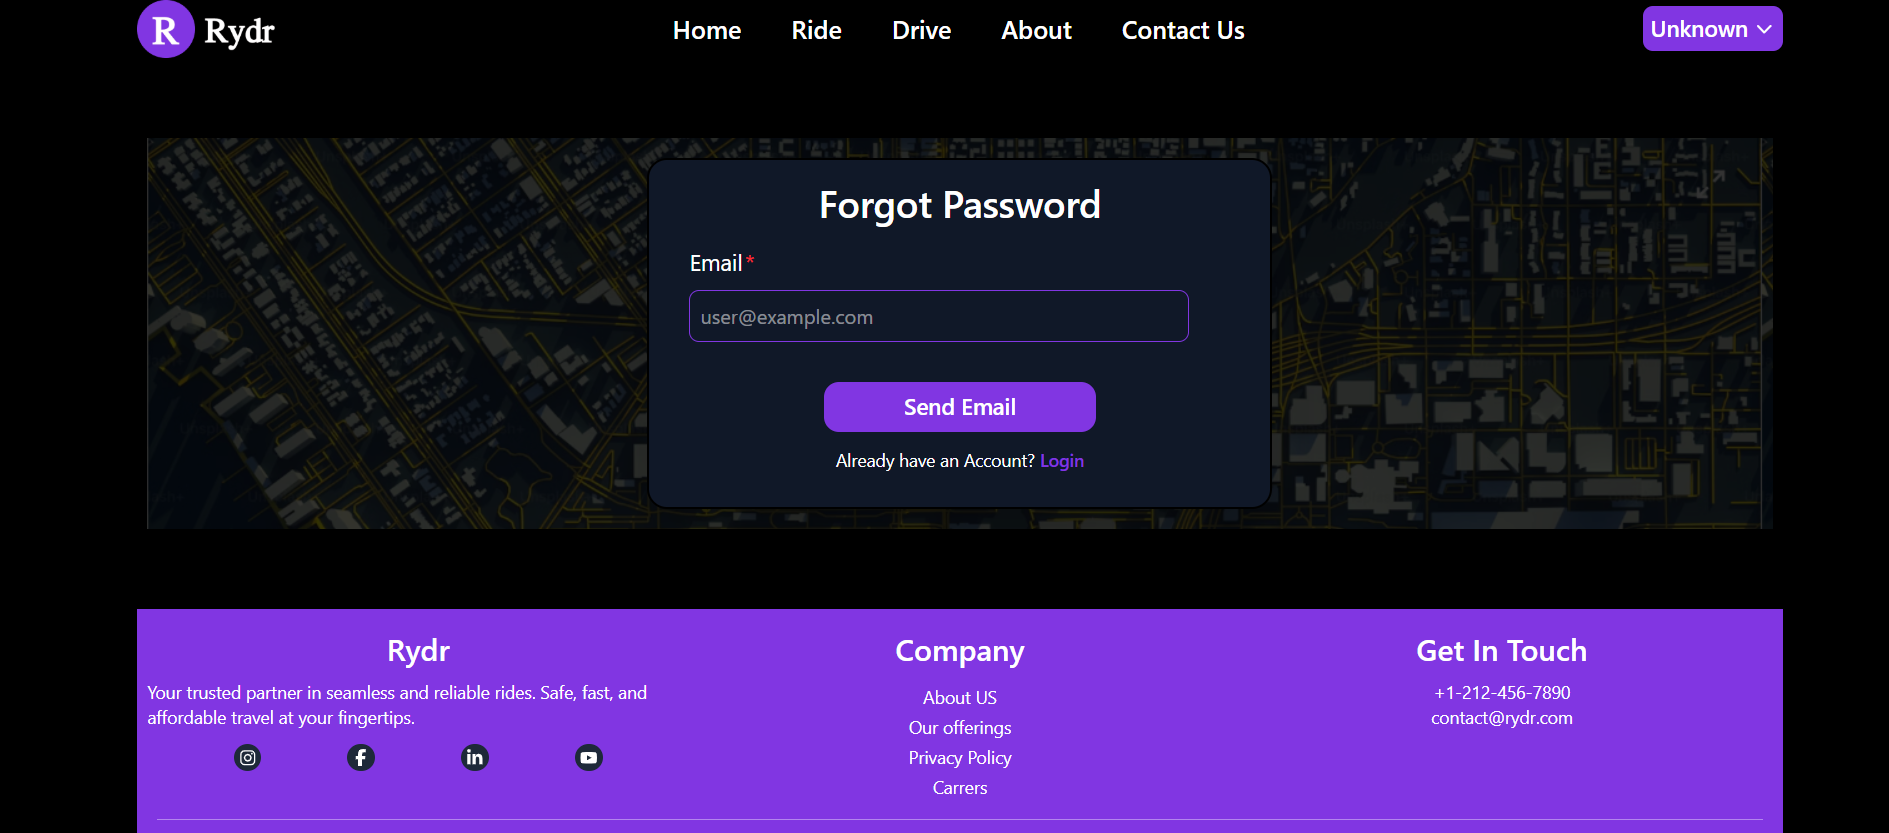 R Rydr
Home Ride Drive About Contact Us
Unknown
Forgot Password
Email*
user@example.com
Send Email
Already have an Account? Login
Rydr
Your trusted partner in seamless and reliable rides. Safe, fast, and
affordable travel at your fingertips.
in
Company
About US
Our offerings
Privacy Policy
Carrers
Get In Touch
+1-212-456-7890
contact@rydr.com